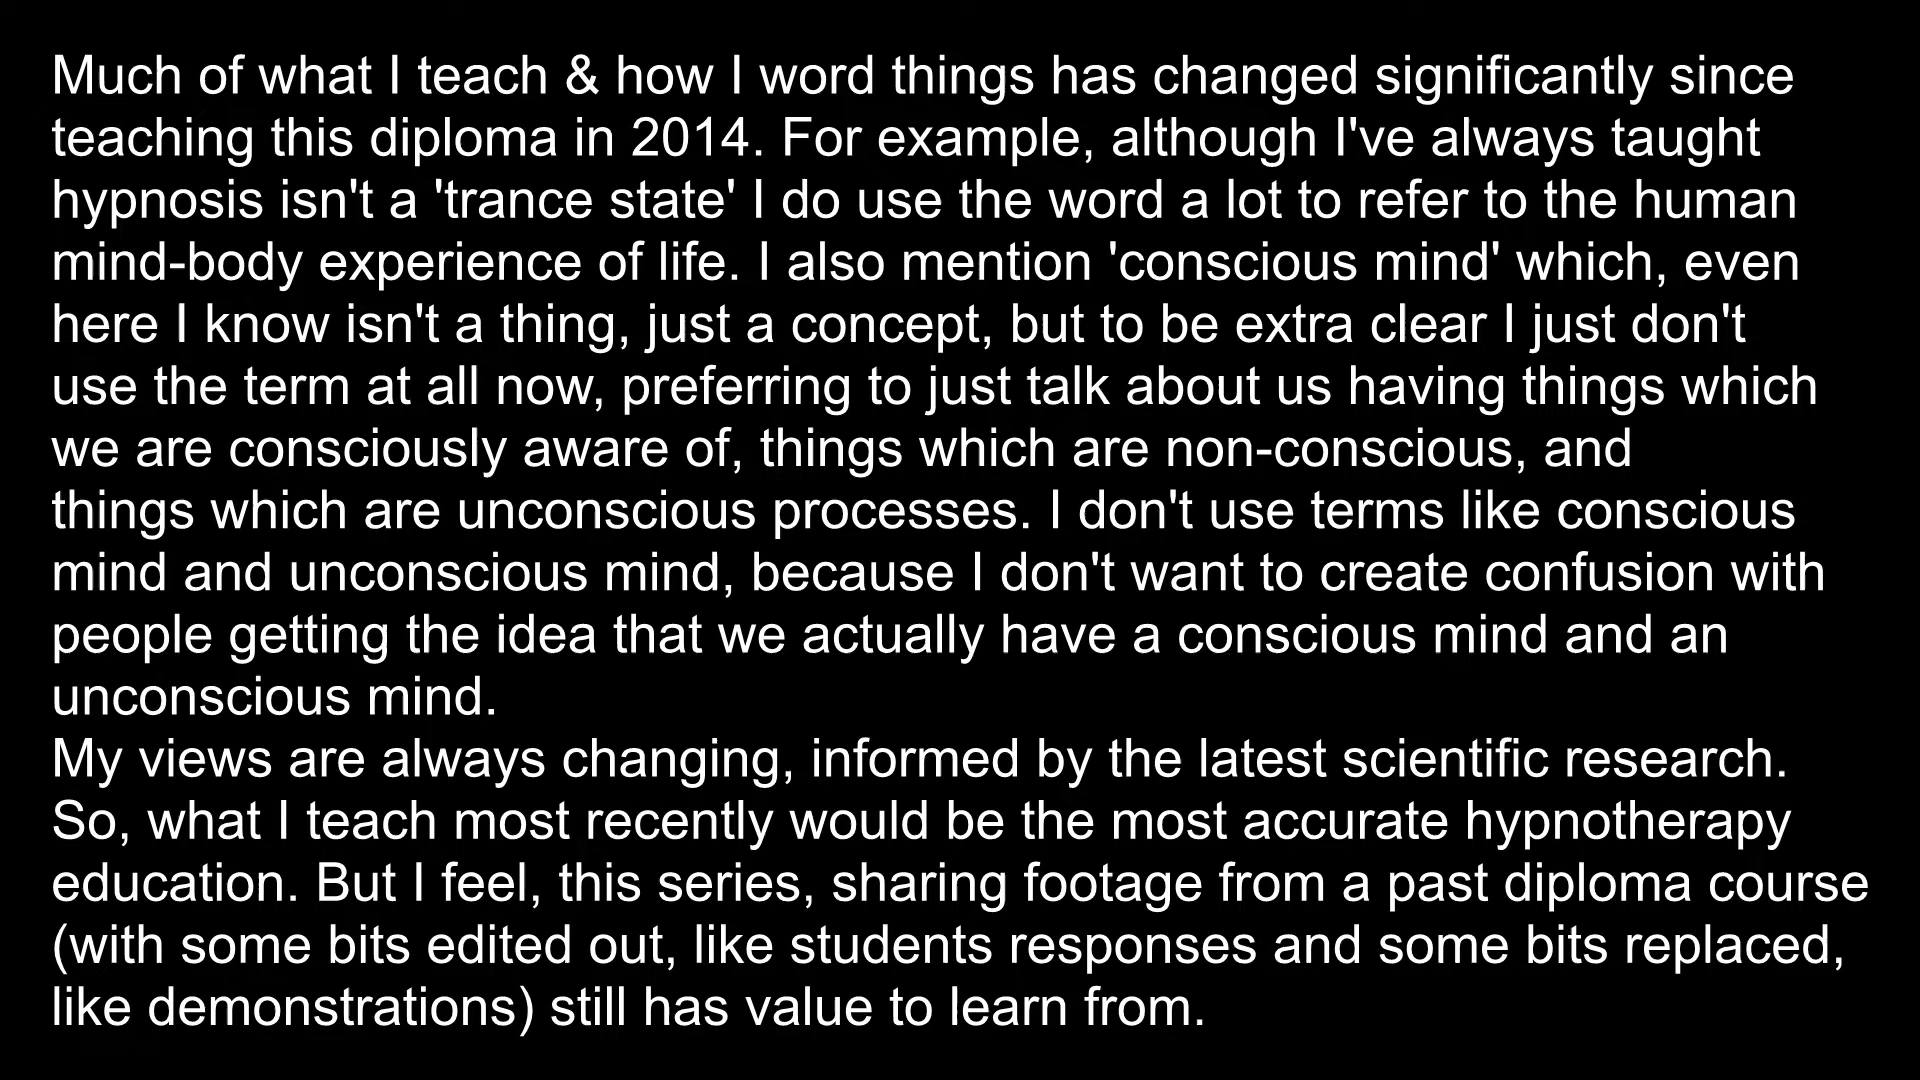 Much of what I teach & how I word things has changed significantly since
teaching this diploma in 2014. For example, although I've always taught
hypnosis isn't a 'trance state' I do use the word a lot to refer to the human
mind-body experience of life. I also mention 'conscious mind' which, even
here I know isn't a thing, just a concept, but to be extra clear I just don't
use the term at all now, preferring to just talk about us having things which
we are consciously aware of, things which are non-conscious, and
things which are unconscious processes. I don't use terms like conscious
mind and unconscious mind, because I don't want to create confusion with
people getting the idea that we actually have a conscious mind and an
unconscious mind.
My views are always changing, informed by the latest scientific research.
So, what I teach most recently would be the most accurate hypnotherapy
education. But I feel, this series, sharing footage from a past diploma course
(with some bits edited out, like students responses and some bits replaced,
like demonstrations) still has value to learn from.